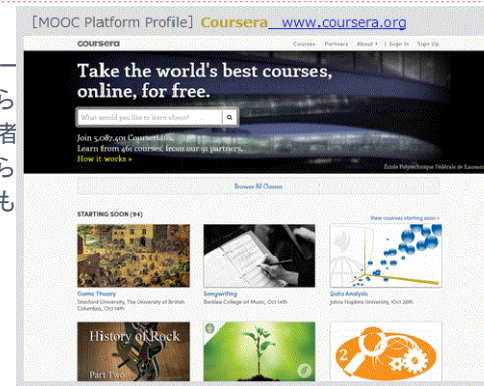 [MOOC Platform Profile] Coursera www.coursera.org
coursera
Courses Partners About ▾ | Sign In Sign Up
ー
ら
者
ら
も
Take the world's best courses,
online, for free.
What would you like to learn about?
Join 5,087,401 Courserians.
Learn from 461 courses, from our 91 partners.
How it works »
École Polytechnique Fédérale de Lausanne
Browse All Classes
STARTING SOON (94)
View courses starting soon »
Game Theory
Stanford University, The University of British
Columbia, Oct 14th
Songwriting
Berklee College of Music, Oct 14th
Data Analysis
Johns Hopkins University, Oct 28th
History of Rock
Part Two
2